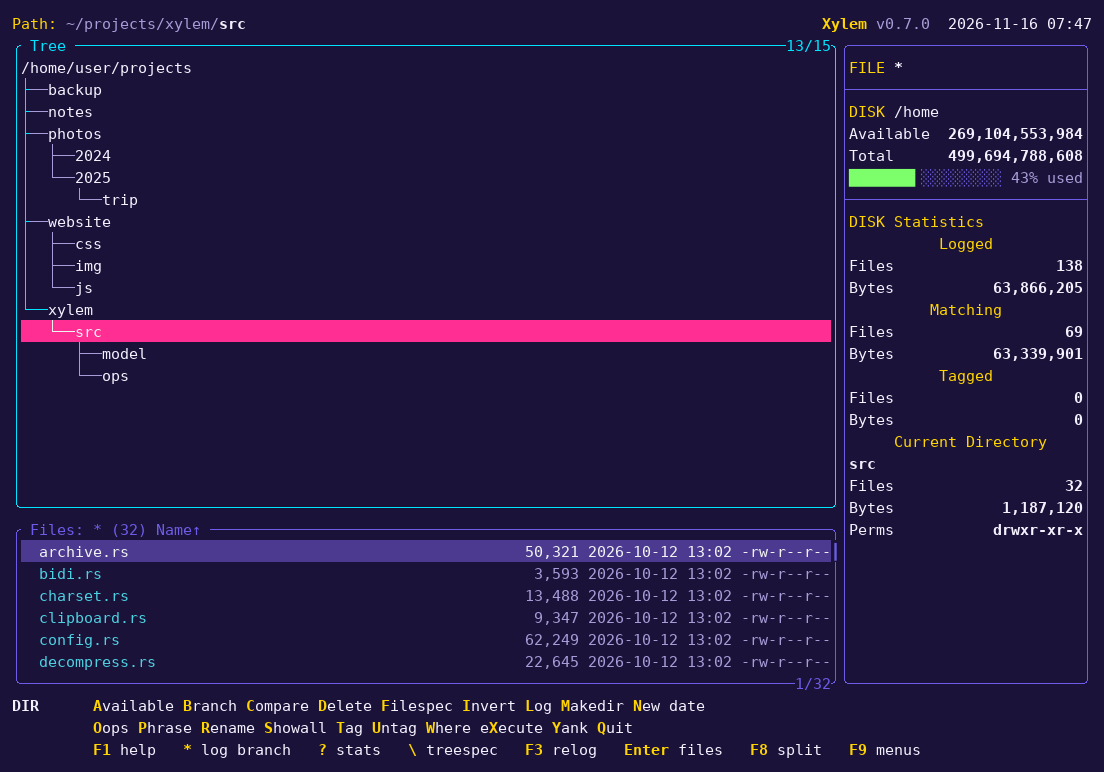 Path: ~/projects/xylem/src Xylem v0.7.0 2026-11-16 07:47
Tree 13/15
/home/user/projects
backup
notes
photos
2024
2025
trip
website
css
img
js
xylem
src
model
ops
FILE *
DISK /home
Available 269,104,553,984
Total 499,694,788,608
43% used
DISK Statistics
Logged
Files 138
Bytes 63,866,205
Matching
Files 69
Bytes 63,339,901
Tagged
Files 0
Bytes 0
Current Directory
src
Files 32
Bytes 1,187,120
Perms drwxr-xr-x
Files: * (32) Name↑
archive.rs 50,321 2026-10-12 13:02 -rw-r--r--
bidi.rs 3,593 2026-10-12 13:02 -rw-r--r--
charset.rs 13,488 2026-10-12 13:02 -rw-r--r--
clipboard.rs 9,347 2026-10-12 13:02 -rw-r--r--
config.rs 62,249 2026-10-12 13:02 -rw-r--r--
decompress.rs 22,645 2026-10-12 13:02 -rw-r--r--
1/32
DIR Available Branch Compare Delete Filespec Invert Log Makedir New date
Oops Phrase Rename Showall Tag Untag Where eXecute Yank Quit
F1 help * log branch ? stats \ treespec F3 relog Enter files F8 split F9 menus